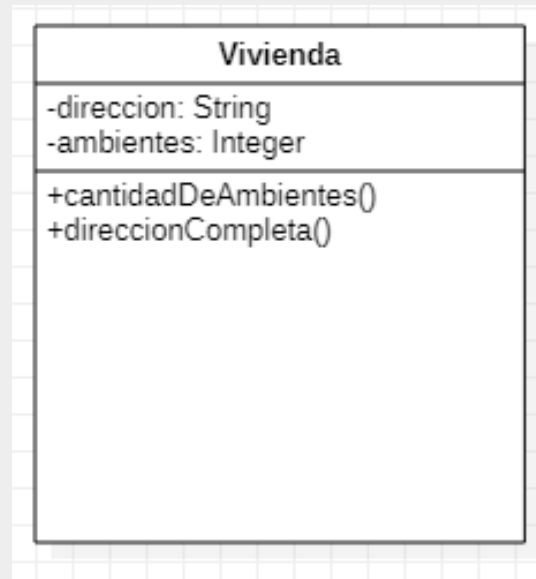 Vivienda
-direccion: String
-ambientes: Integer
+cantidadDeAmbientes()
+direccionCompleta()